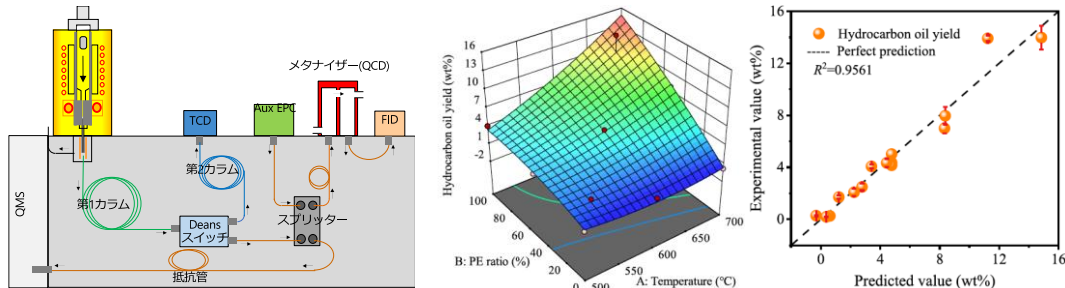 メタナイザー(QCD)
TCD
Aux EPC
FID
第2カラム
第1カラム
QMS
スプリッター
Deans
スイッチ
抵抗管
Hydrocarbon oil yield (wt%)
16
13
10
7
4
1
-2
100
80
60
40
20
0
B: PE ratio (%)
500
550
600
650
700
A: Temperature (°C)
Experimental value (wt%)
16
12
8
4
0
Hydrocarbon oil yield
Perfect prediction
R²=0.9561
0
4
8
12
16
Predicted value (wt%)